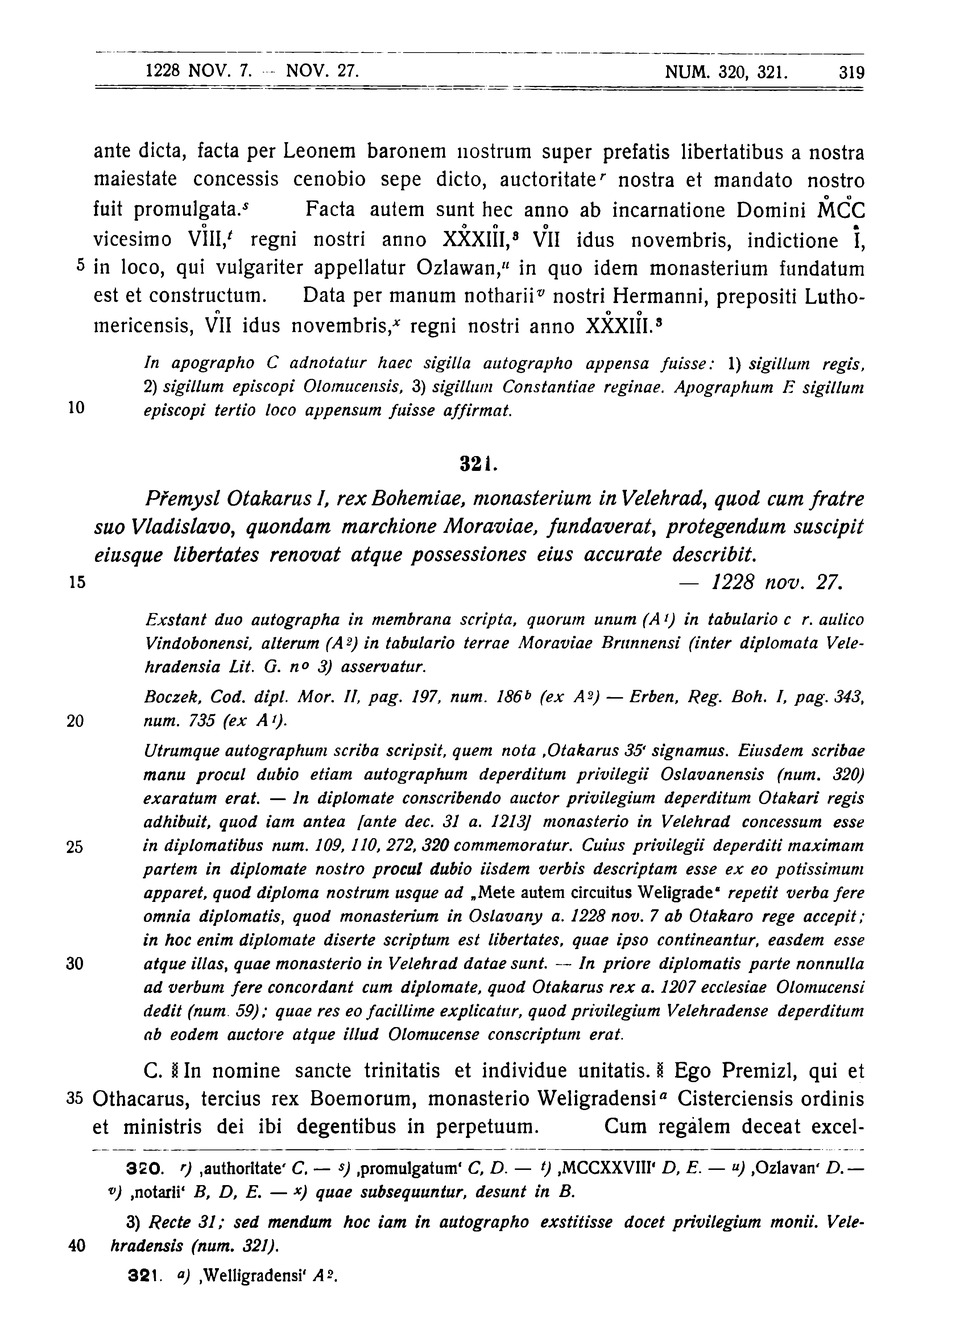 1228 NOV. 7. — NOV. 27. NUM. 320, 321. 319
ante dicta, facta per Leonem baronem nostrum super prefatis libertatibus a nostra
maiestate concessis cenobio sepe dicto, auctoritate r nostra et mandato nostro
fuit promulgata. s Facta autem sunt hec anno ab incarnatione Domini M̊C̊C̊
vicesimo VI̊II, t regni nostri anno XX̊XIi̊I, 3 V̊II idus novembris, indictione I̊,
5 in loco, qui vulgariter appellatur Ozlawan, u in quo idem monasterium fundatum
est et constructum. Data per manum notharii v nostri Hermanni, prepositi Lutho-
mericensis, V̊II idus novembris, x regni nostri anno XX̊XII̊I. 3
In apographo C adnotatur haec sigilla autographo appensa fuisse: 1) sigillum regis,
2) sigillum episcopi Olomucensis, 3) sigillum Constantiae reginae. Apographum E sigillum
10 episcopi tertio loco appensum fuisse affirmat.
321.
Přemysl Otakarus I, rex Bohemiae, monasterium in Velehrad, quod cum fratre
suo Vladislavo, quondam marchione Moraviae, fundaverat, protegendum suscipit
eiusque libertates renovat atque possessiones eius accurate describit.
15 — 1228 nov. 27.
Exstant duo autographa in membrana scripta, quorum unum (A 1) in tabulario c r. aulico
Vindobonensi, alterum (A 2) in tabulario terrae Moraviae Brunnensi (inter diplomata Vele-
hradensia Lit. G. no 3) asservatur.
Boczek, Cod. dipl. Mor. II, pag. 197, num. 186 b (ex A 2) — Erben, Reg. Boh. I, pag. 343,
20 num. 735 (ex A 1).
Utrumque autographum scriba scripsit, quem nota ‚Otakarus 35‘ signamus. Eiusdem scribae
manu procul dubio etiam autographum deperditum privilegii Oslavanensis (num. 320)
exaratum erat. — In diplomate conscribendo auctor privilegium deperditum Otakari regis
adhibuit, quod iam antea [ante dec. 31 a. 1213] monasterio in Velehrad concessum esse
25 in diplomatibus num. 109, 110, 272, 320 commemoratur. Cuius privilegii deperditi maximam
partem in diplomate nostro procul dubio iisdem verbis descriptam esse ex eo potissimum
apparet, quod diploma nostrum usque ad „Mete autem circuitus Weligrade“ repetit verba fere
omnia diplomatis, quod monasterium in Oslavany a. 1228 nov. 7 ab Otakaro rege accepit;
in hoc enim diplomate diserte scriptum est libertates, quae ipso contineantur, easdem esse
30 atque illas, quae monasterio in Velehrad datae sunt. — In priore diplomatis parte nonnulla
ad verbum fere concordant cum diplomate, quod Otakarus rex a. 1207 ecclesiae Olomucensi
dedit (num. 59); quae res eo facillime explicatur, quod privilegium Velehradense deperditum
ab eodem auctore atque illud Olomucense conscriptum erat.
C. In nomine sancte trinitatis et individue unitatis. Ego Premizl, qui et
35 Othacarus, tercius rex Boemorum, monasterio Weligradensi a Cisterciensis ordinis
et ministris dei ibi degentibus in perpetuum. Cum regalem deceat excel-
320. r) ‚authoritate‘ C. — s) ‚promulgatum‘ C, D. — t) ‚MCCXXVIII‘ D, E. — u) ‚Ozlavan‘ D. —
v) ‚notarii‘ B, D, E. — x) quae subsequuntur, desunt in B.
3) Recte 31; sed mendum hoc iam in autographo exstitisse docet privilegium monii. Vele-
40 hradensis (num. 321).
321. a) ‚Welligradensi‘ A 2.